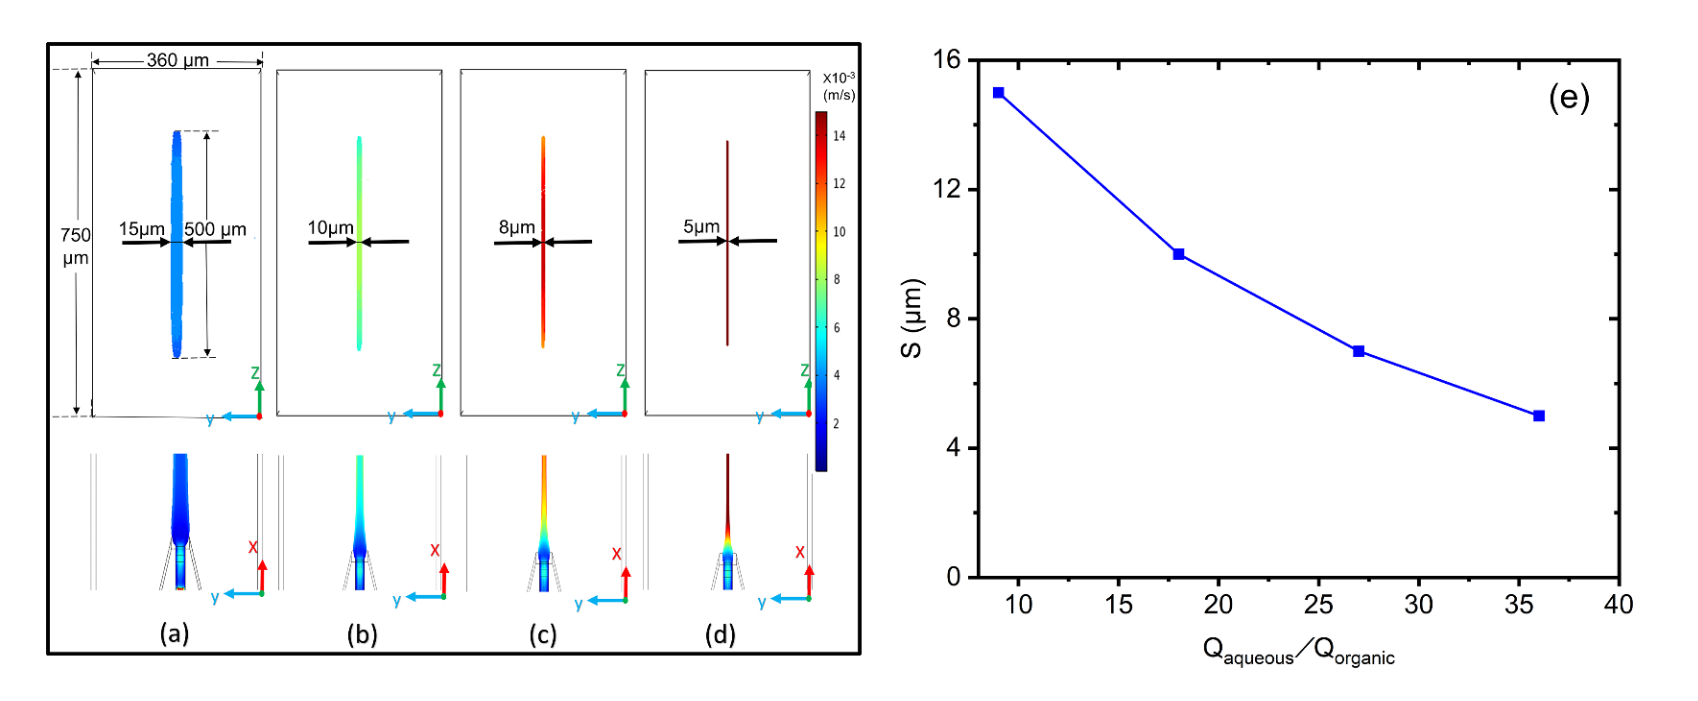 360 µm
X10-3
(m/s)
14
12
10
8
6
4
2
750
µm
15µm
500 µm
10µm
8µm
5µm
Z
y
Z
y
Z
y
Z
y
X
y
X
y
X
y
X
y
(a)
(b)
(c)
(d)
(e)
16
12
8
4
0
S (µm)
10 15 20 25 30 35 40
Qaqueous/Qorganic